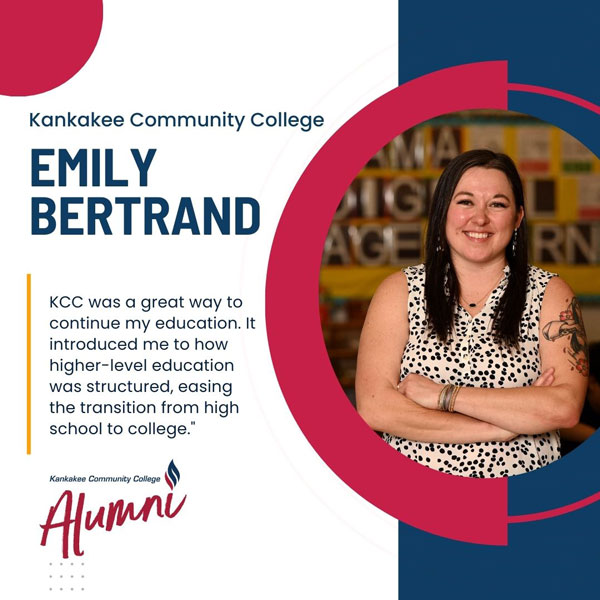 Kankakee Community College
EMILY
BERTRAND
KCC was a great way to
continue my education. It
introduced me to how
higher-level education
was structured, easing
the transition from high
school to college."
Kankakee Community College
Alumni